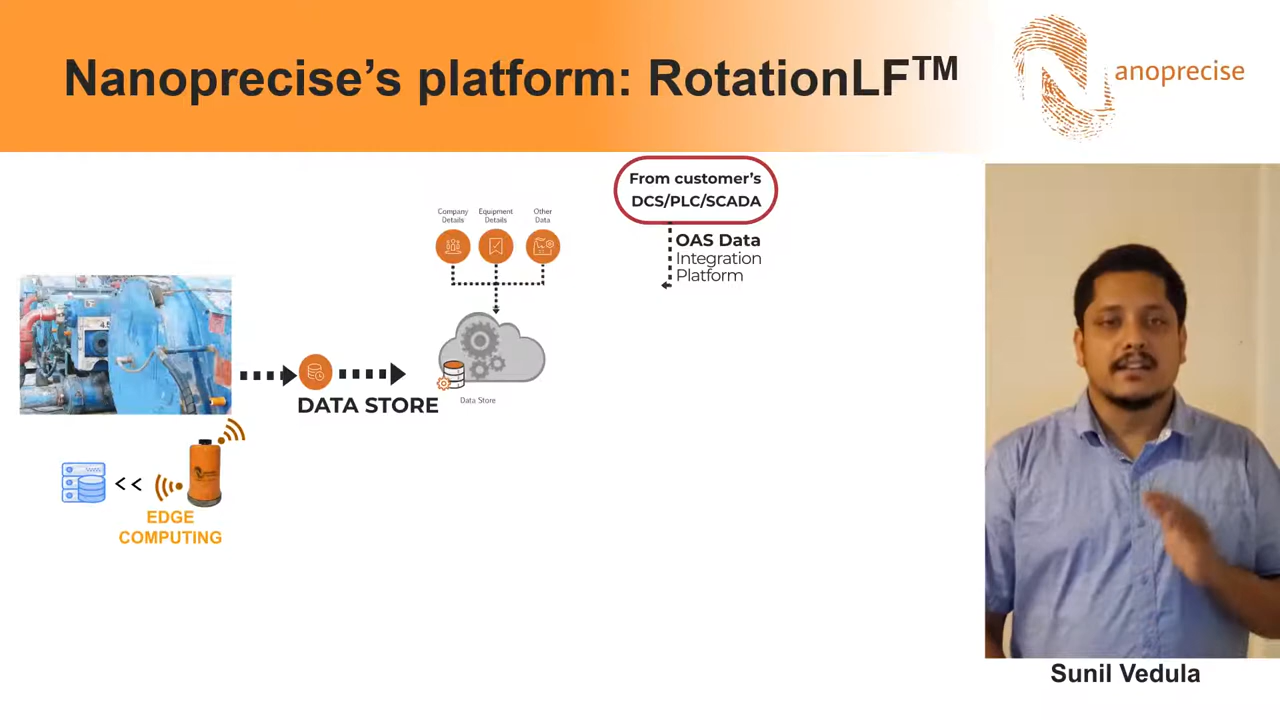 Nanoprecise's platform: RotationLF™
anoprecise
From customer's
DCS/PLC/SCADA
OAS Data
Integration
Platform
Company
Details
Equipment
Details
Other
Data
DATA STORE
Data Store
EDGE
COMPUTING
Sunil Vedula